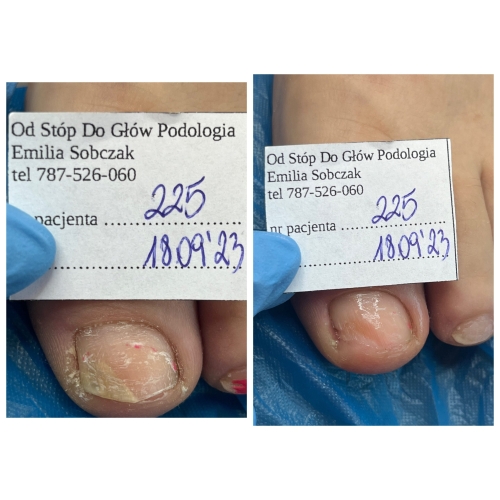 Od Stóp Do Głów Podologia
Emilia Sobczak
tel 787-526-060
pacjenta 225
18.09'23
Od Stóp Do Głów Podologia
Emilia Sobczak
tel 787-526-060
nr pacjenta 225
18.09'23